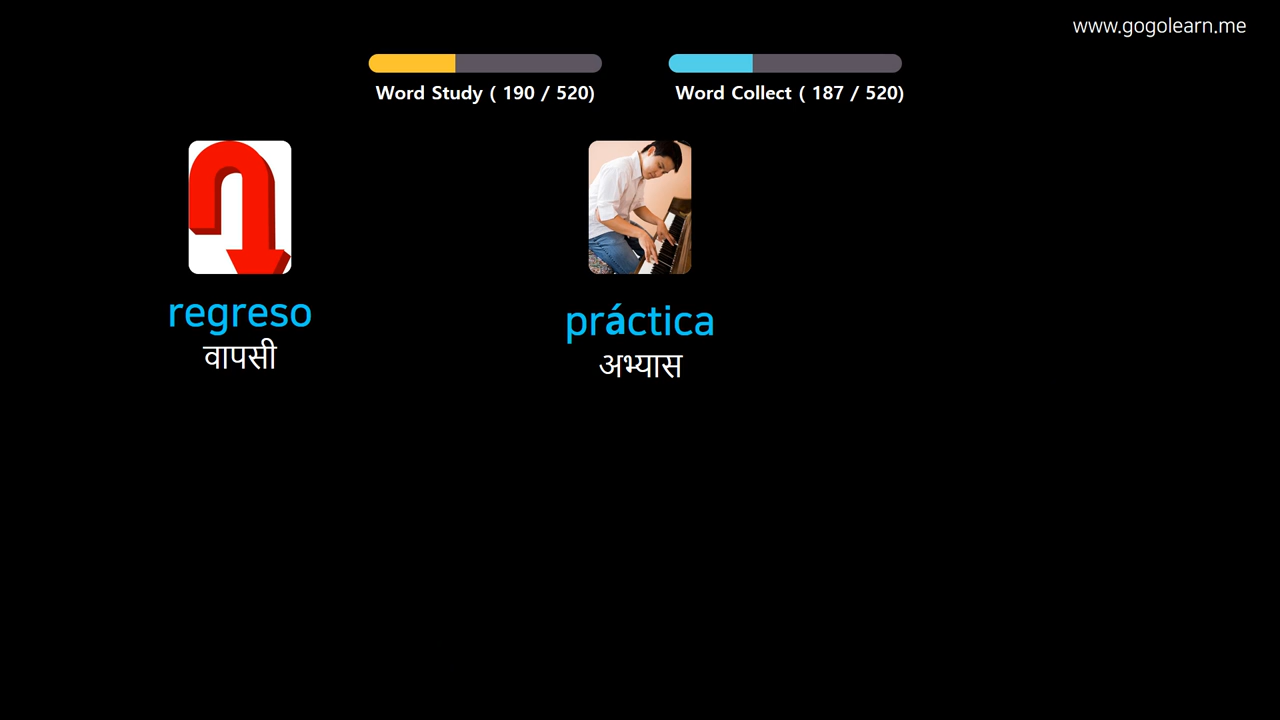 www.gogolearn.me
Word Study ( 190 / 520)
Word Collect ( 187 / 520)
regreso
वापसी
práctica
अभ्यास